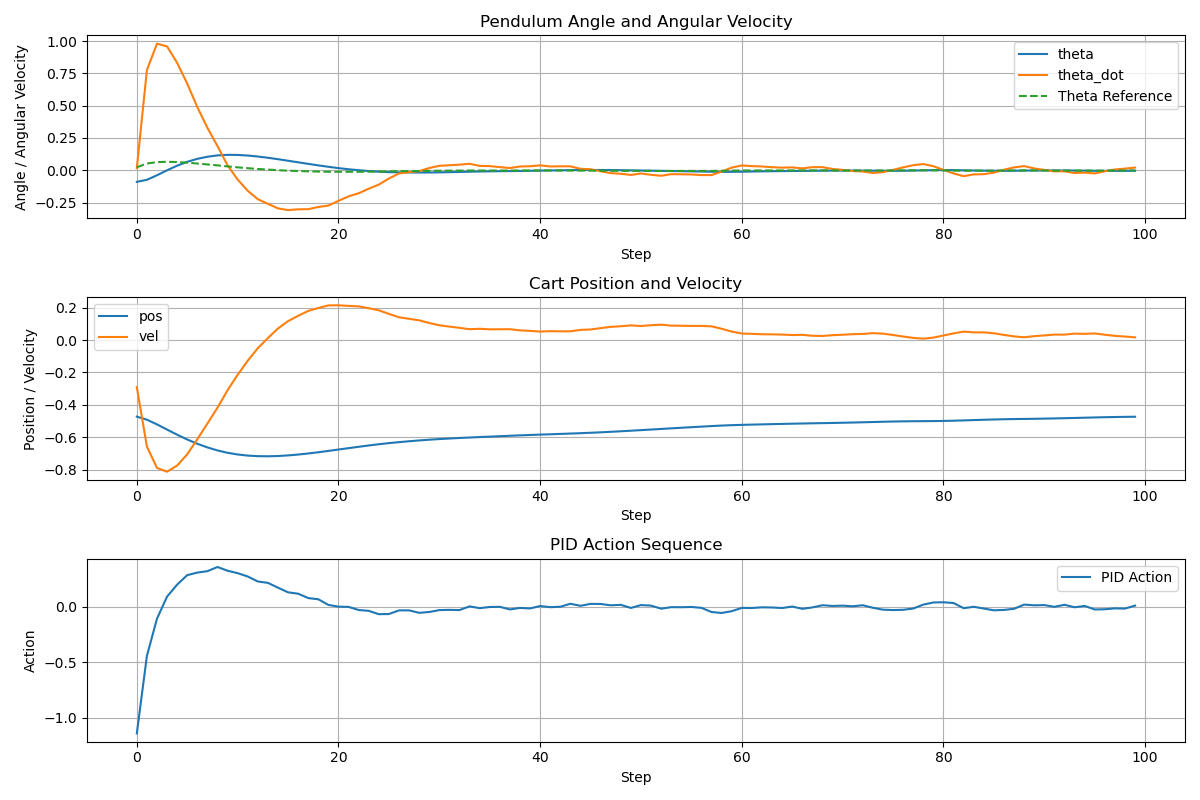 Pendulum Angle and Angular Velocity
Angle / Angular Velocity
1.00
0.75
0.50
0.25
0.00
−0.25
theta
theta_dot
Theta Reference
0 20 40 60 80 100
Step
Cart Position and Velocity
Position / Velocity
0.2
0.0
−0.2
−0.4
−0.6
−0.8
pos
vel
0 20 40 60 80 100
Step
PID Action Sequence
Action
0.0
−0.5
−1.0
PID Action
0 20 40 60 80 100
Step